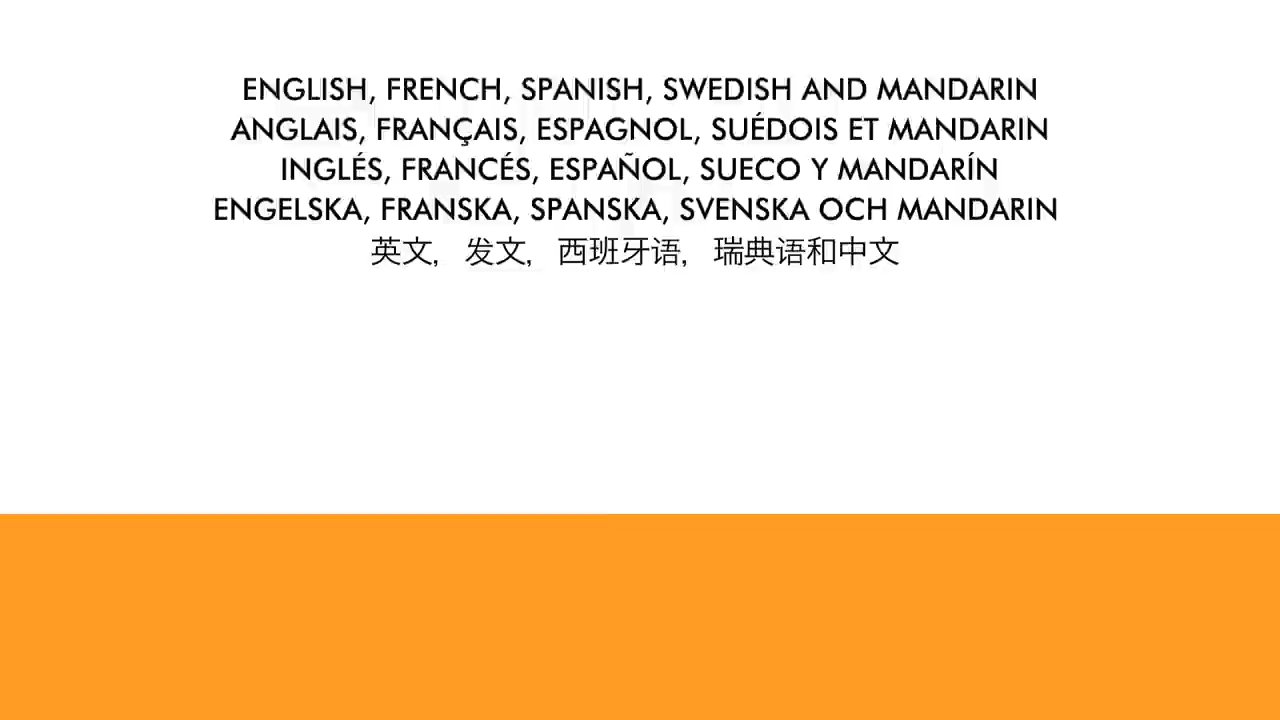 ENGLISH, FRENCH, SPANISH, SWEDISH AND MANDARIN
ANGLAIS, FRANÇAIS, ESPAGNOL, SUÉDOIS ET MANDARIN
INGLÉS, FRANCÉS, ESPAÑOL, SUECO Y MANDARÍN
ENGELSKA, FRANSKA, SPANSKA, SVENSKA OCH MANDARIN
英文，发文，西班牙语，瑞典语和中文